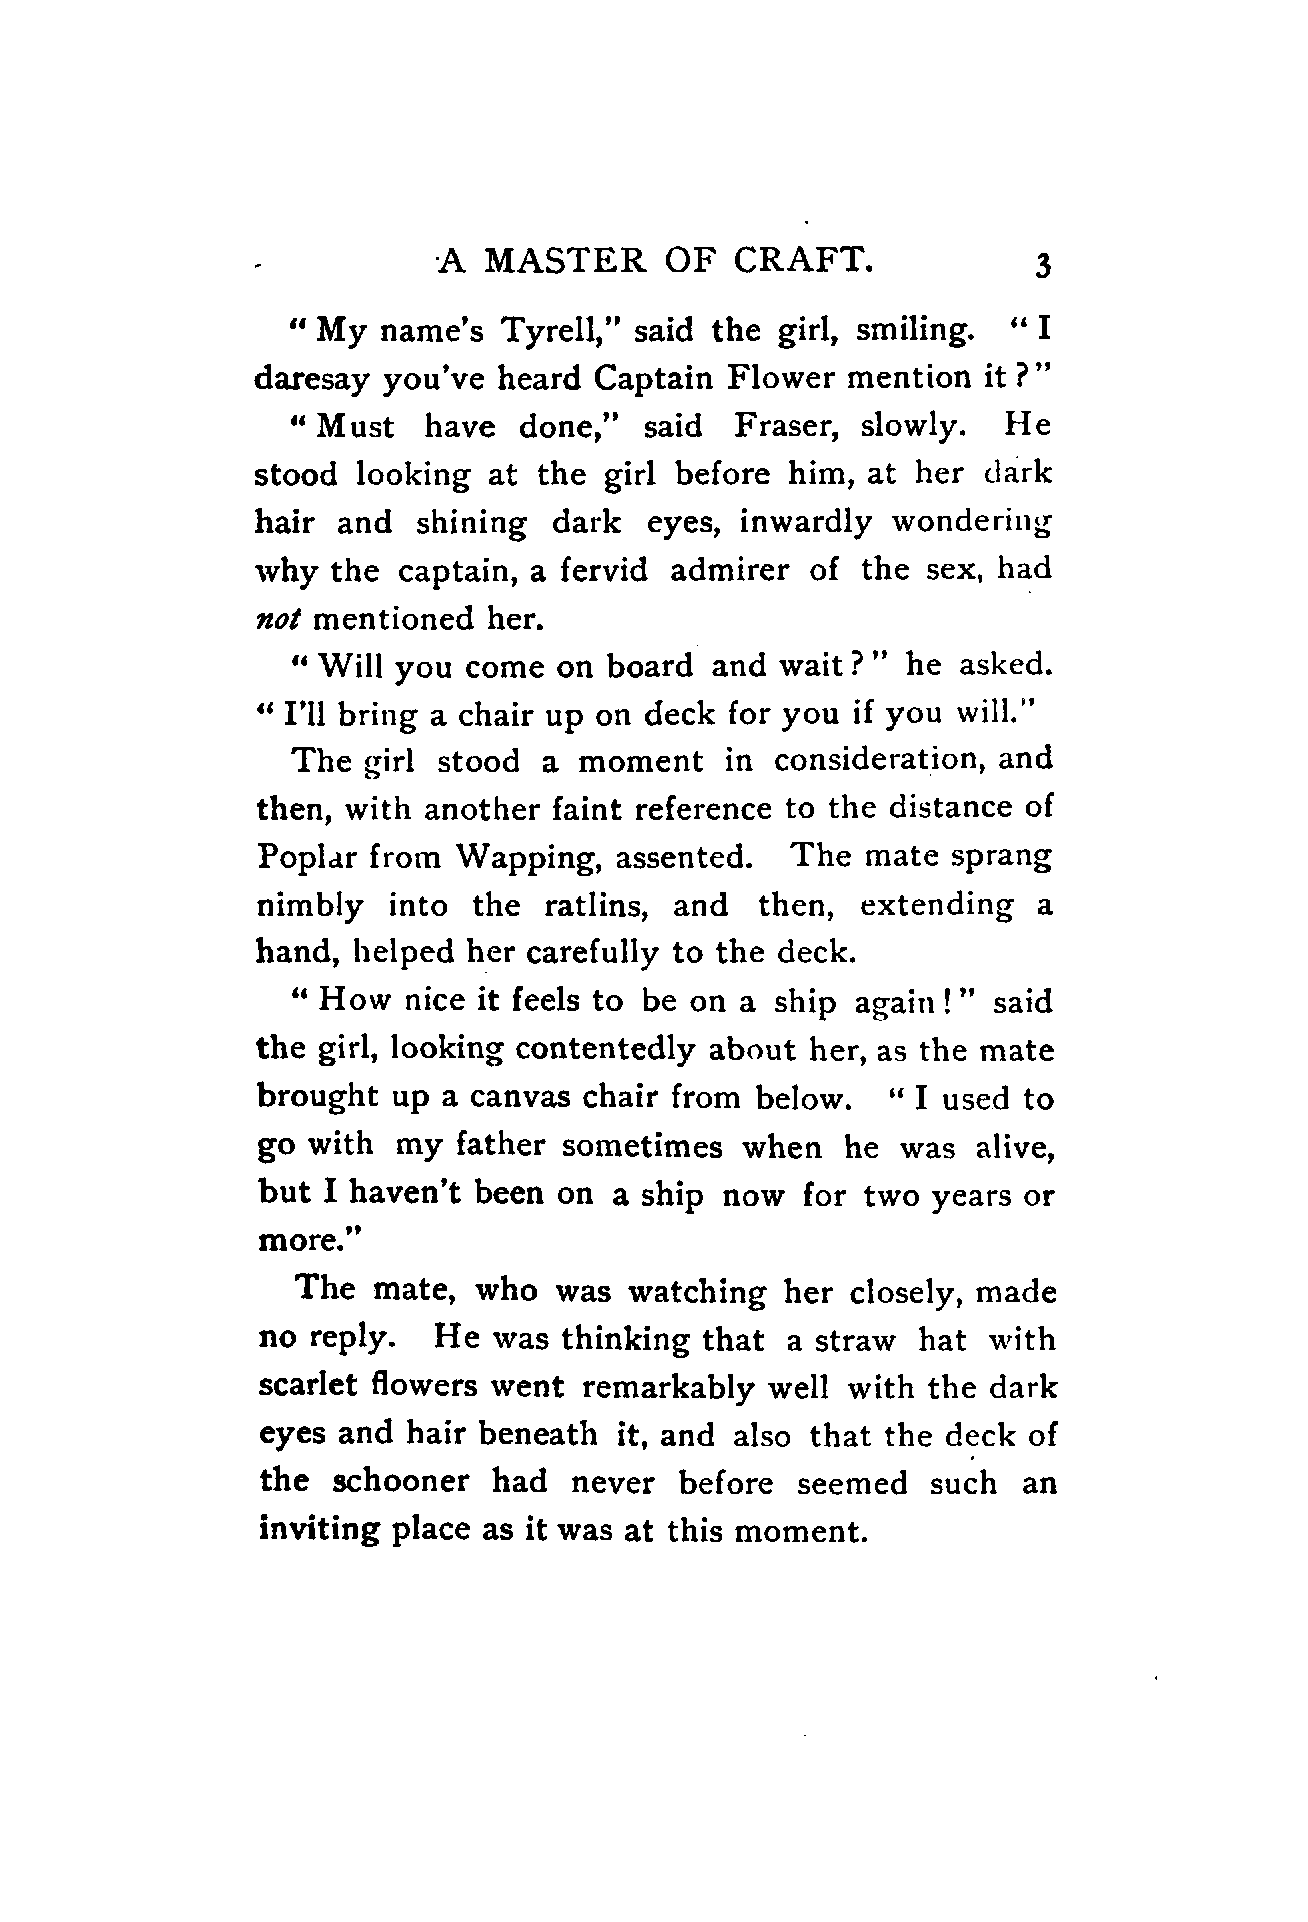 A MASTER OF CRAFT. 3
“ My name's Tyrell,” said the girl, smiling. “ I
daresay you've heard Captain Flower mention it ? ”
“ Must have done,” said Fraser, slowly. He
stood looking at the girl before him, at her dark
hair and shining dark eyes, inwardly wondering
why the captain, a fervid admirer of the sex, had
not mentioned her.
“ Will you come on board and wait ? ” he asked.
“ I'll bring a chair up on deck for you if you will.”
The girl stood a moment in consideration, and
then, with another faint reference to the distance of
Poplar from Wapping, assented. The mate sprang
nimbly into the ratlins, and then, extending a
hand, helped her carefully to the deck.
“ How nice it feels to be on a ship again ! ” said
the girl, looking contentedly about her, as the mate
brought up a canvas chair from below. “ I used to
go with my father sometimes when he was alive,
but I haven't been on a ship now for two years or
more.”
The mate, who was watching her closely, made
no reply. He was thinking that a straw hat with
scarlet flowers went remarkably well with the dark
eyes and hair beneath it, and also that the deck of
the schooner had never before seemed such an
inviting place as it was at this moment.